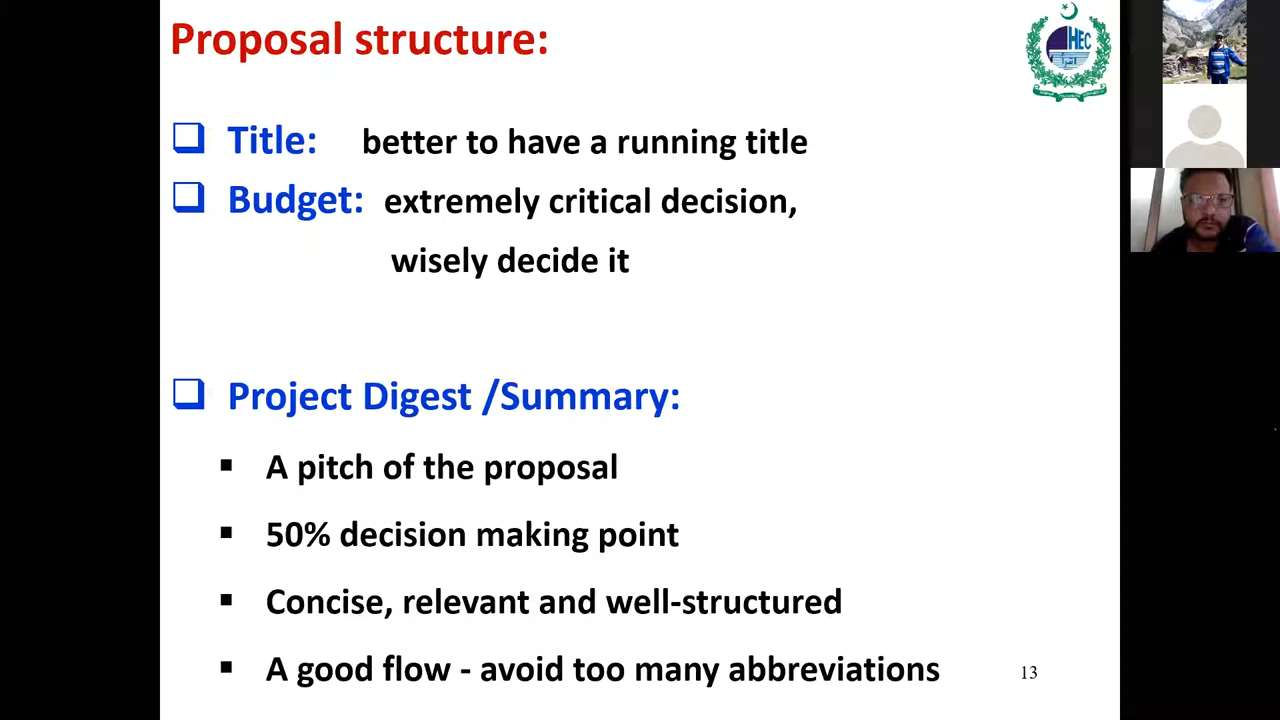 Proposal structure:
HEC
Title: better to have a running title
Budget: extremely critical decision,
wisely decide it
Project Digest /Summary:
A pitch of the proposal
50% decision making point
Concise, relevant and well-structured
A good flow - avoid too many abbreviations
13